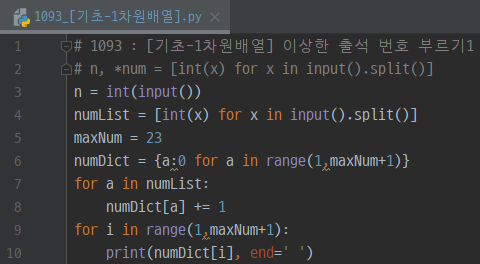 1093_[기초-1차원배열].py
1 # 1093 : [기초-1차원배열] 이상한 출석 번호 부르기1
2 # n, *num = [int(x) for x in input().split()]
3 n = int(input())
4 numList = [int(x) for x in input().split()]
5 maxNum = 23
6 numDict = {a:0 for a in range(1,maxNum+1)}
7 for a in numList:
8     numDict[a] += 1
9 for i in range(1,maxNum+1):
10     print(numDict[i], end=' ')